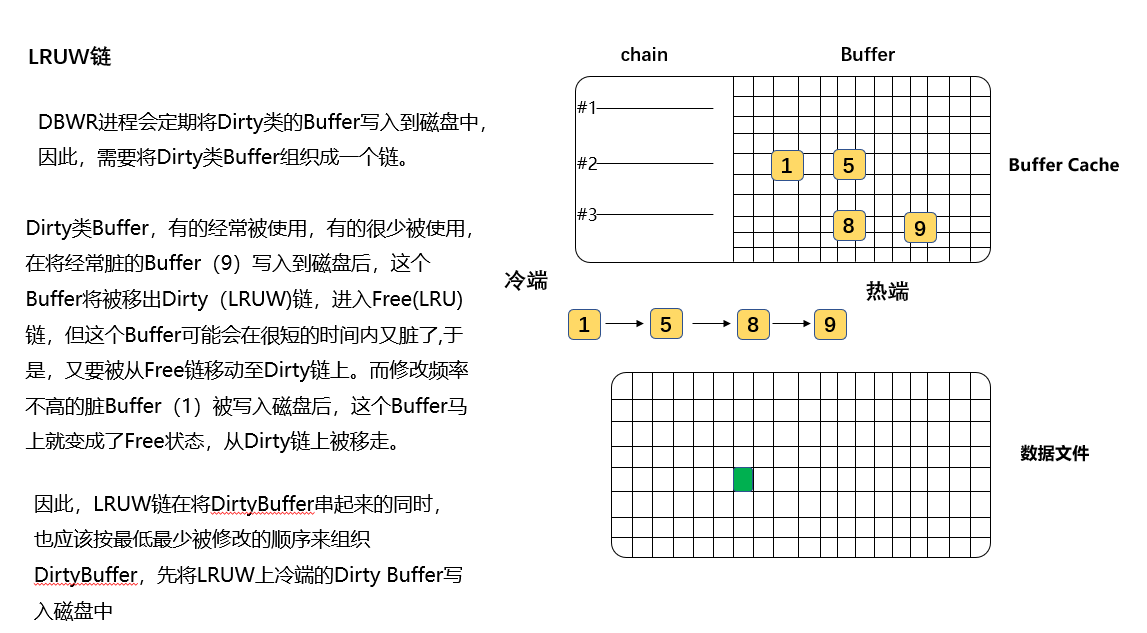 LRUW链
DBWR进程会定期将Dirty类的Buffer写入到磁盘中，
因此，需要将Dirty类Buffer组织成一个链。
Dirty类Buffer，有的经常被使用，有的很少被使用，
在将经常脏的Buffer（9）写入到磁盘后，这个
Buffer将被移出Dirty（LRUW)链，进入Free(LRU)
链，但这个Buffer可能会在很短的时间内又脏了,于
是，又要被从Free链移动至Dirty链上。而修改频率
不高的脏Buffer（1）被写入磁盘后，这个Buffer马
上就变成了Free状态，从Dirty链上被移走。
因此，LRUW链在将DirtyBuffer串起来的同时，
也应该按最低最少被修改的顺序来组织
DirtyBuffer，先将LRUW上冷端的Dirty Buffer写
入磁盘中
chain
Buffer
#1
#2
#3
1
5
8
9
Buffer Cache
冷端
热端
1
5
8
9
数据文件